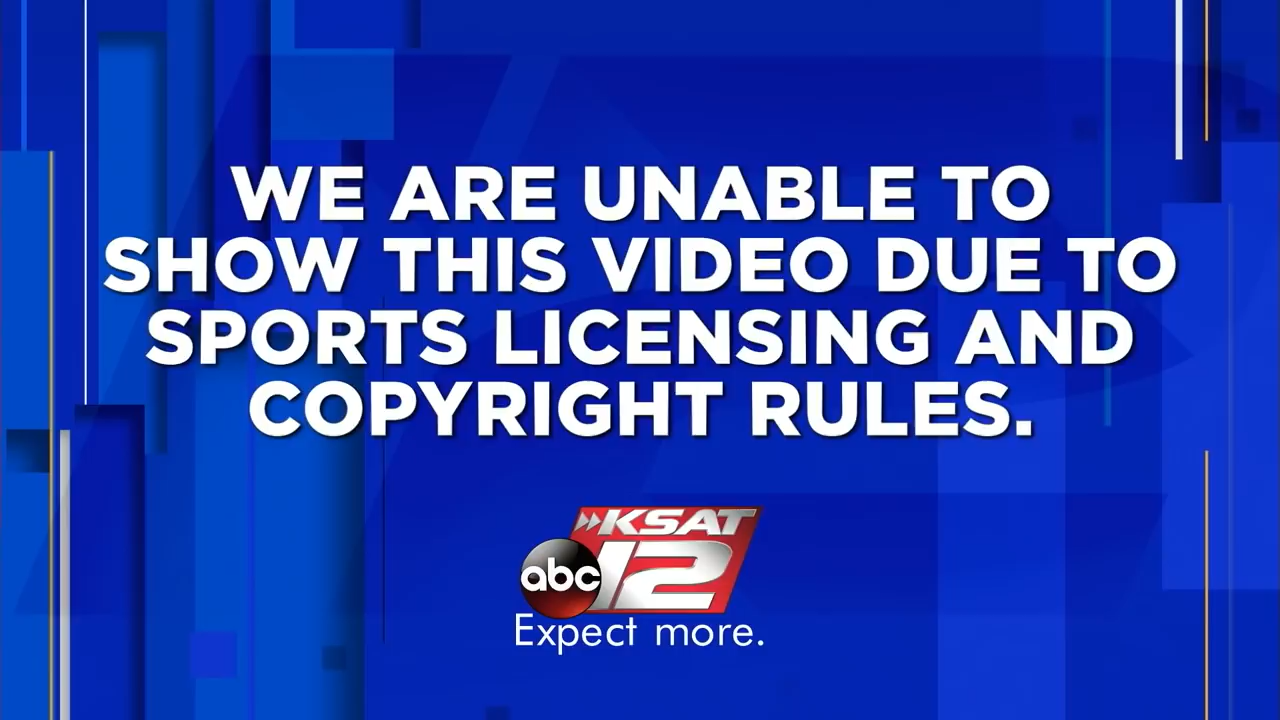 WE ARE UNABLE TO
SHOW THIS VIDEO DUE TO
SPORTS LICENSING AND
COPYRIGHT RULES.
KSAT
abc 12
Expect more.